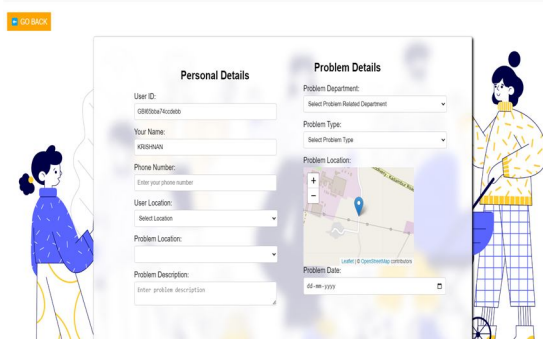 GO BACK
Personal Details
User ID:
Your Name:
KRISHNAN
Phone Number:
Enter your phone number
User Location:
Select Location
Problem Location:
Problem Description:
Enter problem description
Problem Details
Problem Department:
Select Problem Related Department
Problem Type:
Select Problem Type
Problem Location:
+
−
Leaflet | © OpenStreetMap contributors
Problem Date:
dd-mm-yyyy